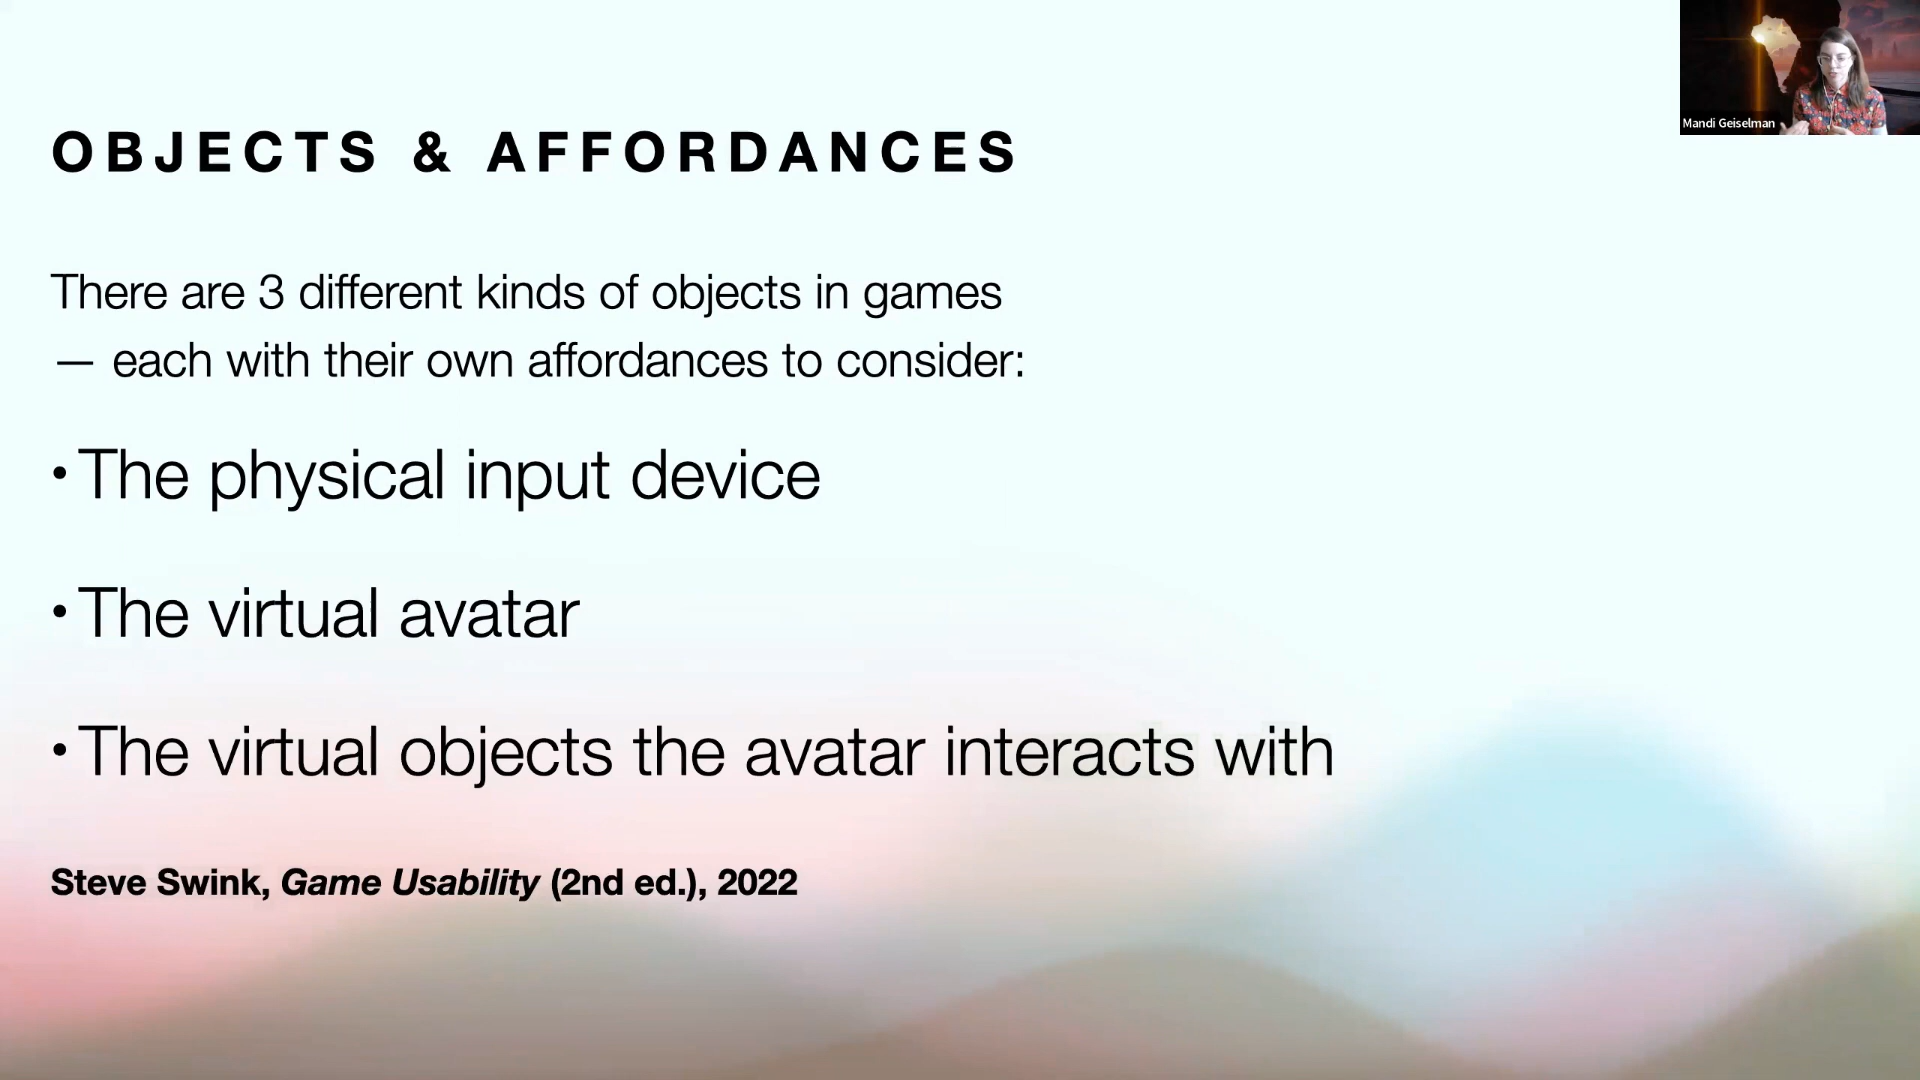 OBJECTS & AFFORDANCES
There are 3 different kinds of objects in games
— each with their own affordances to consider:
• The physical input device
• The virtual avatar
• The virtual objects the avatar interacts with
Steve Swink, Game Usability (2nd ed.), 2022
Mandi Geiselman